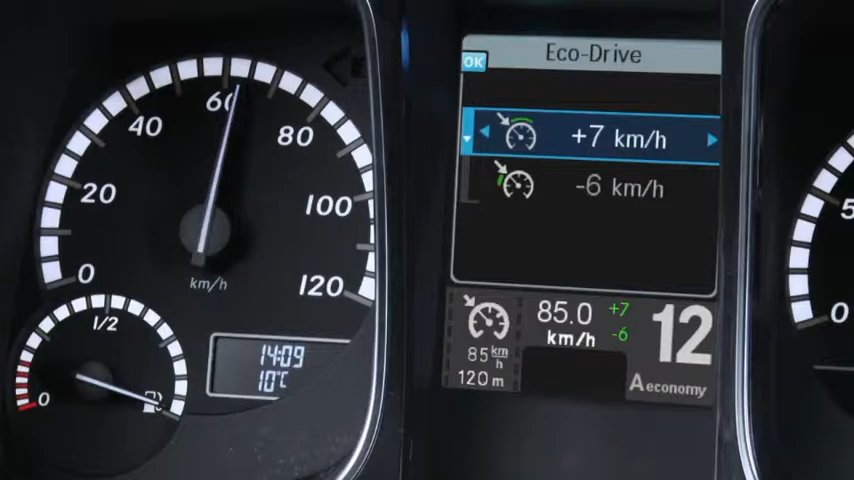 60
40
80
20
100
0
120
km/h
1/2
0
14:09
10°C
Eco-Drive
OK
+7 km/h
-6 km/h
85.0 +7
km/h -6
85 km/h
120 m
12
A economy
5
0